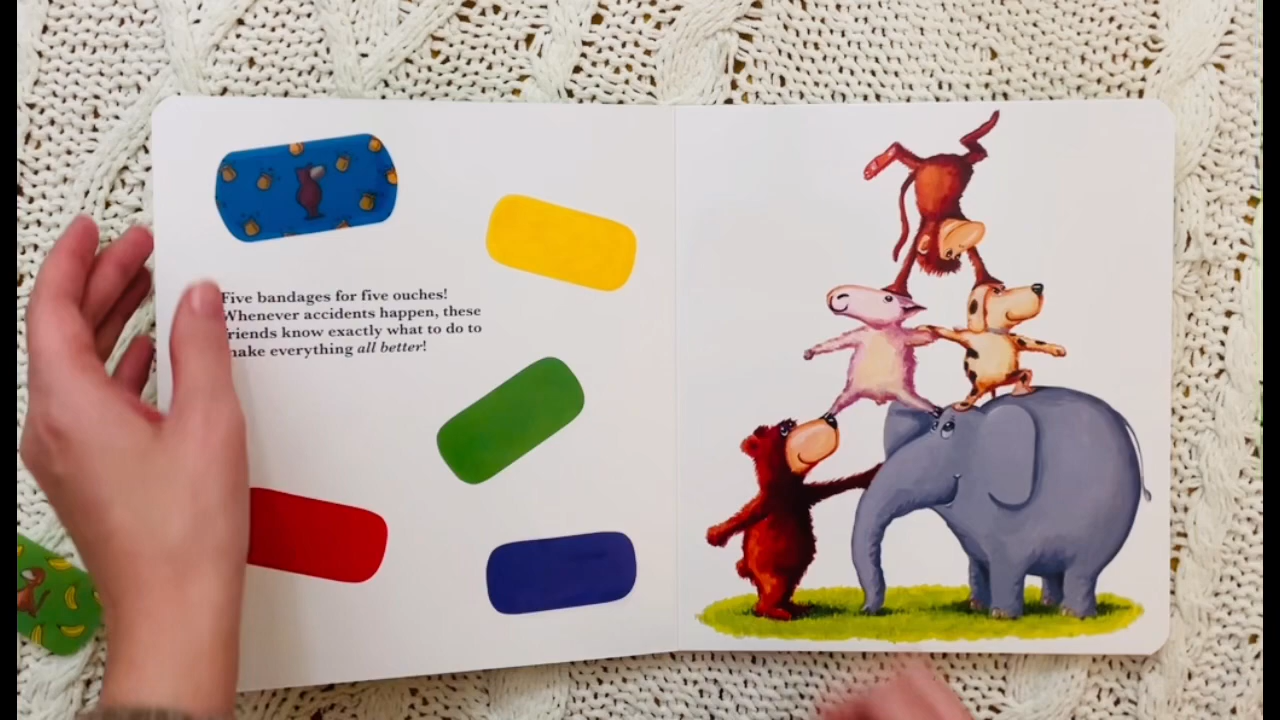 Five bandages for five ouches!
Whenever accidents happen, these
friends know exactly what to do to
make everything all better!